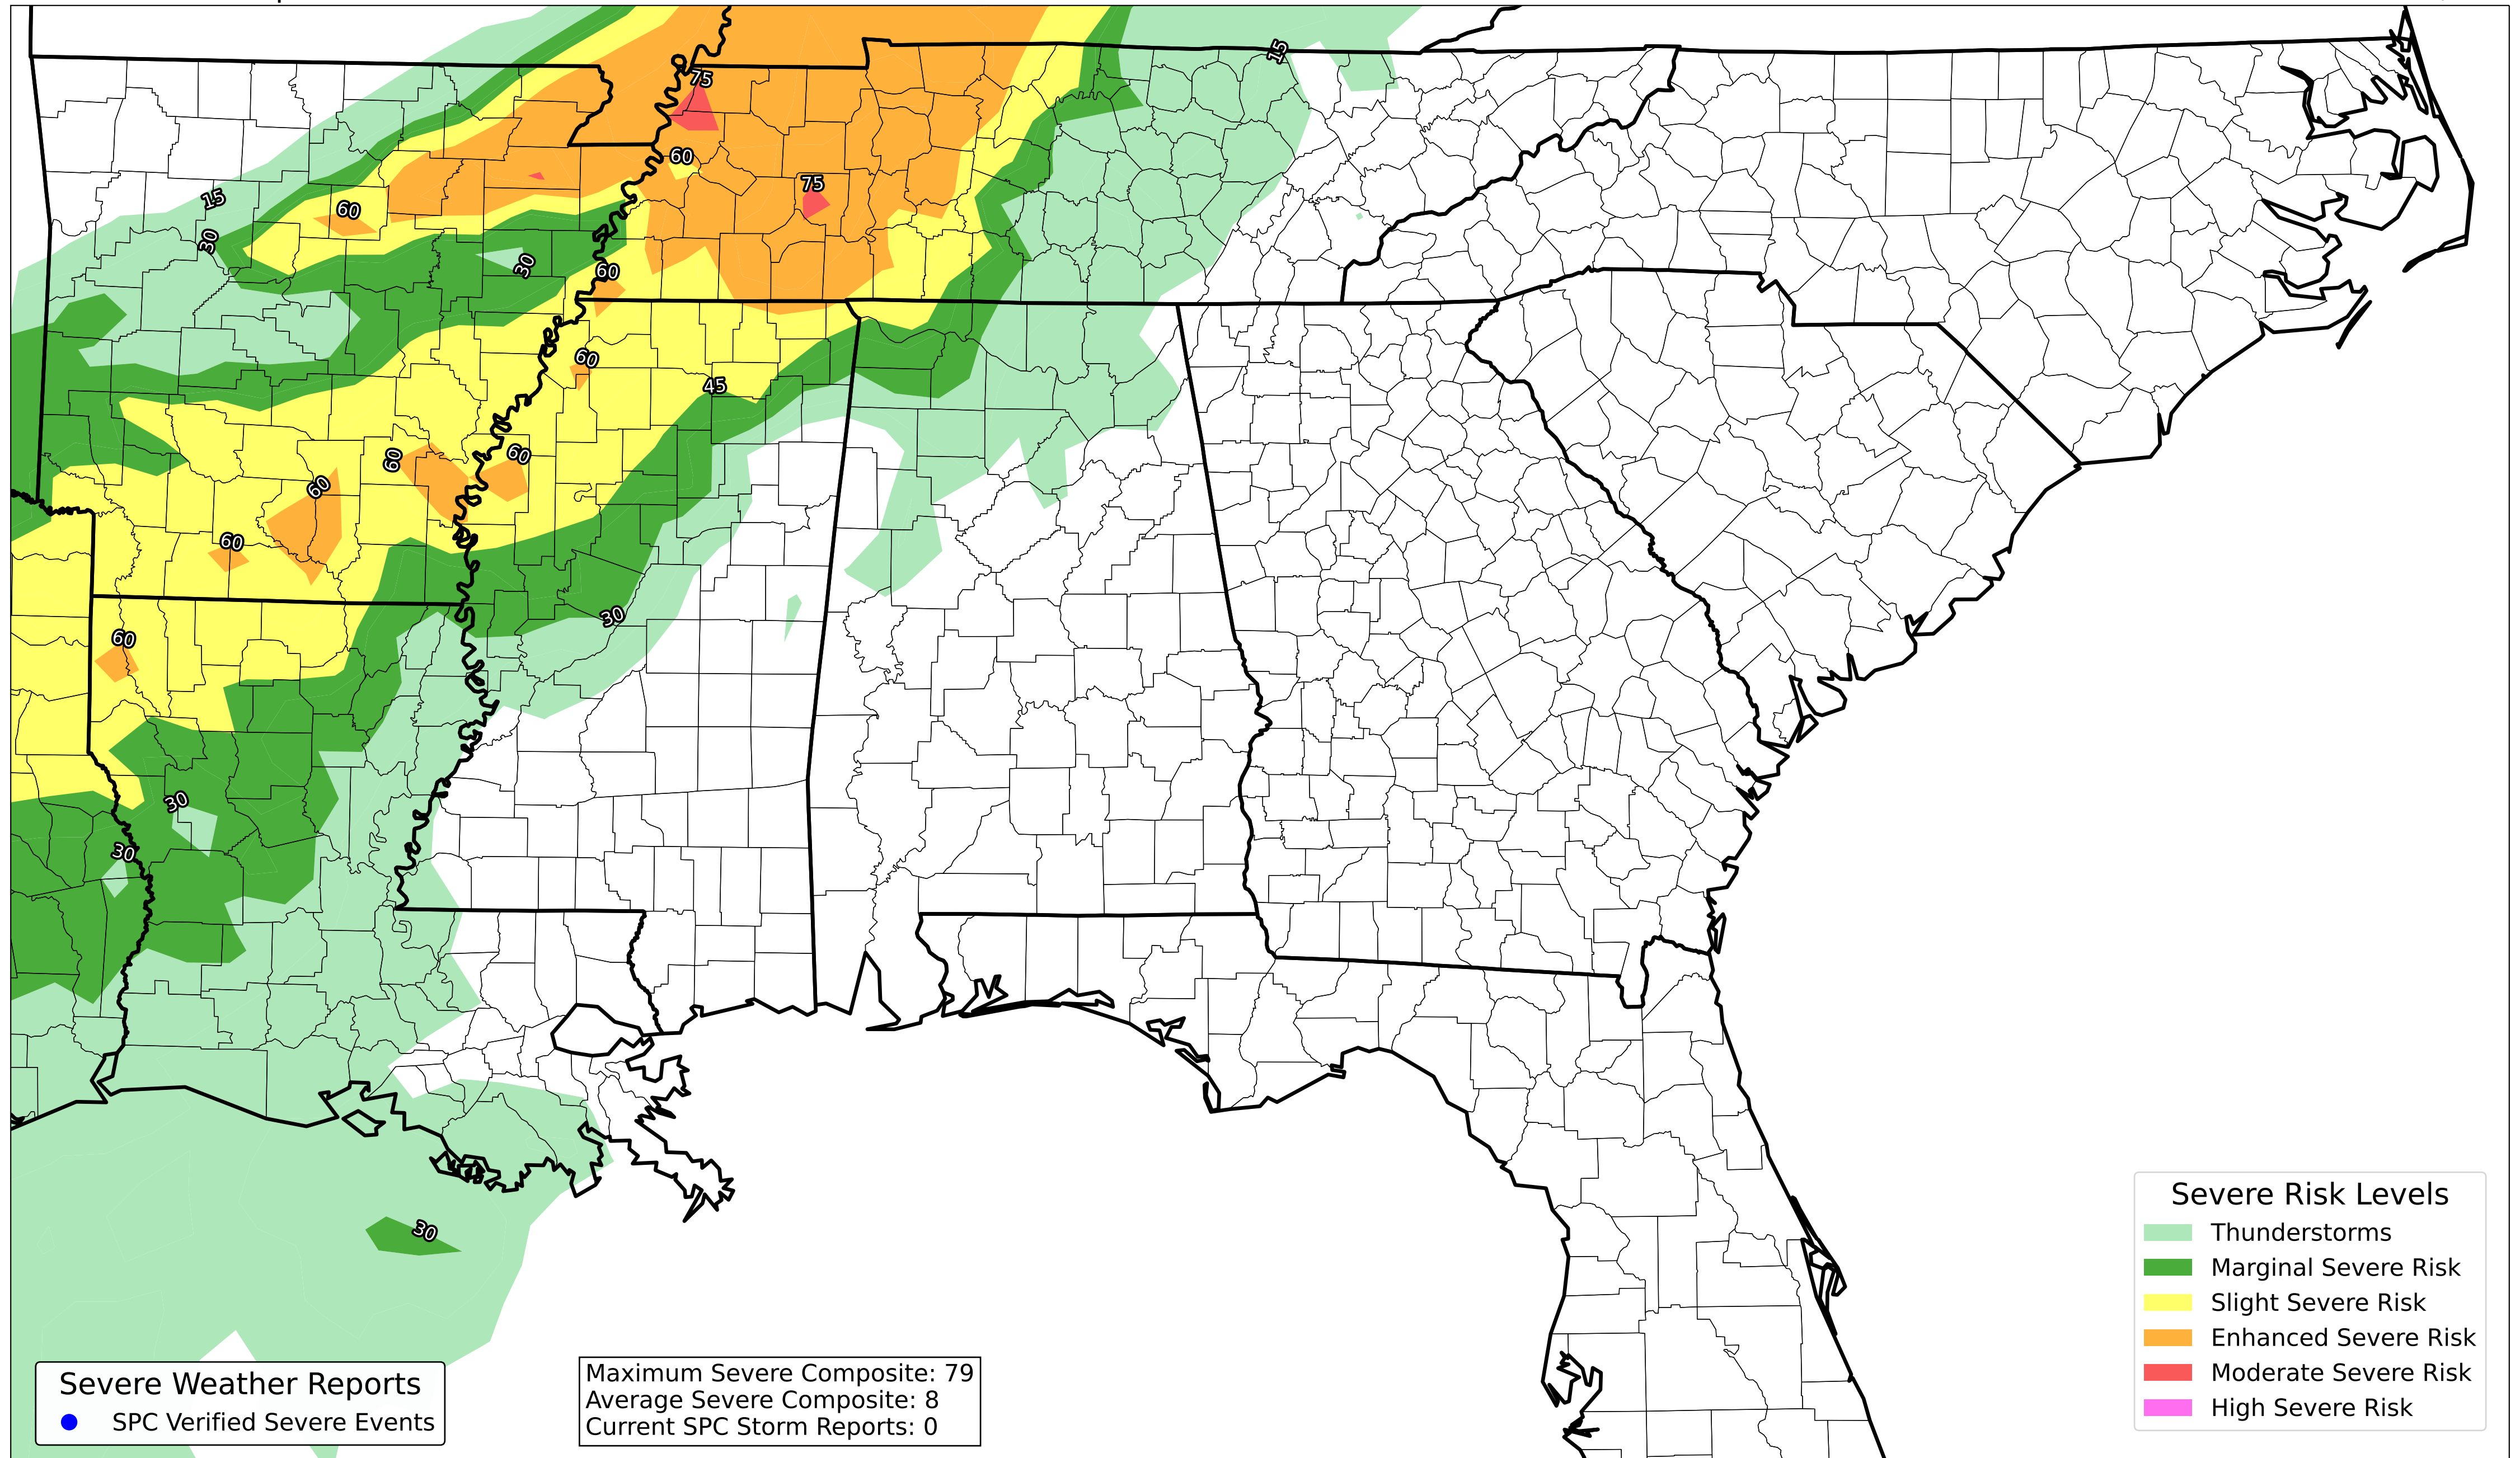 75
15
60
75
15
60
30
30
60
60
45
60
60
60
60
30
60
30
30
30
Severe Risk Levels
Thunderstorms
Marginal Severe Risk
Slight Severe Risk
Enhanced Severe Risk
Moderate Severe Risk
High Severe Risk
Severe Weather Reports
SPC Verified Severe Events
Maximum Severe Composite: 79
Average Severe Composite: 8
Current SPC Storm Reports: 0